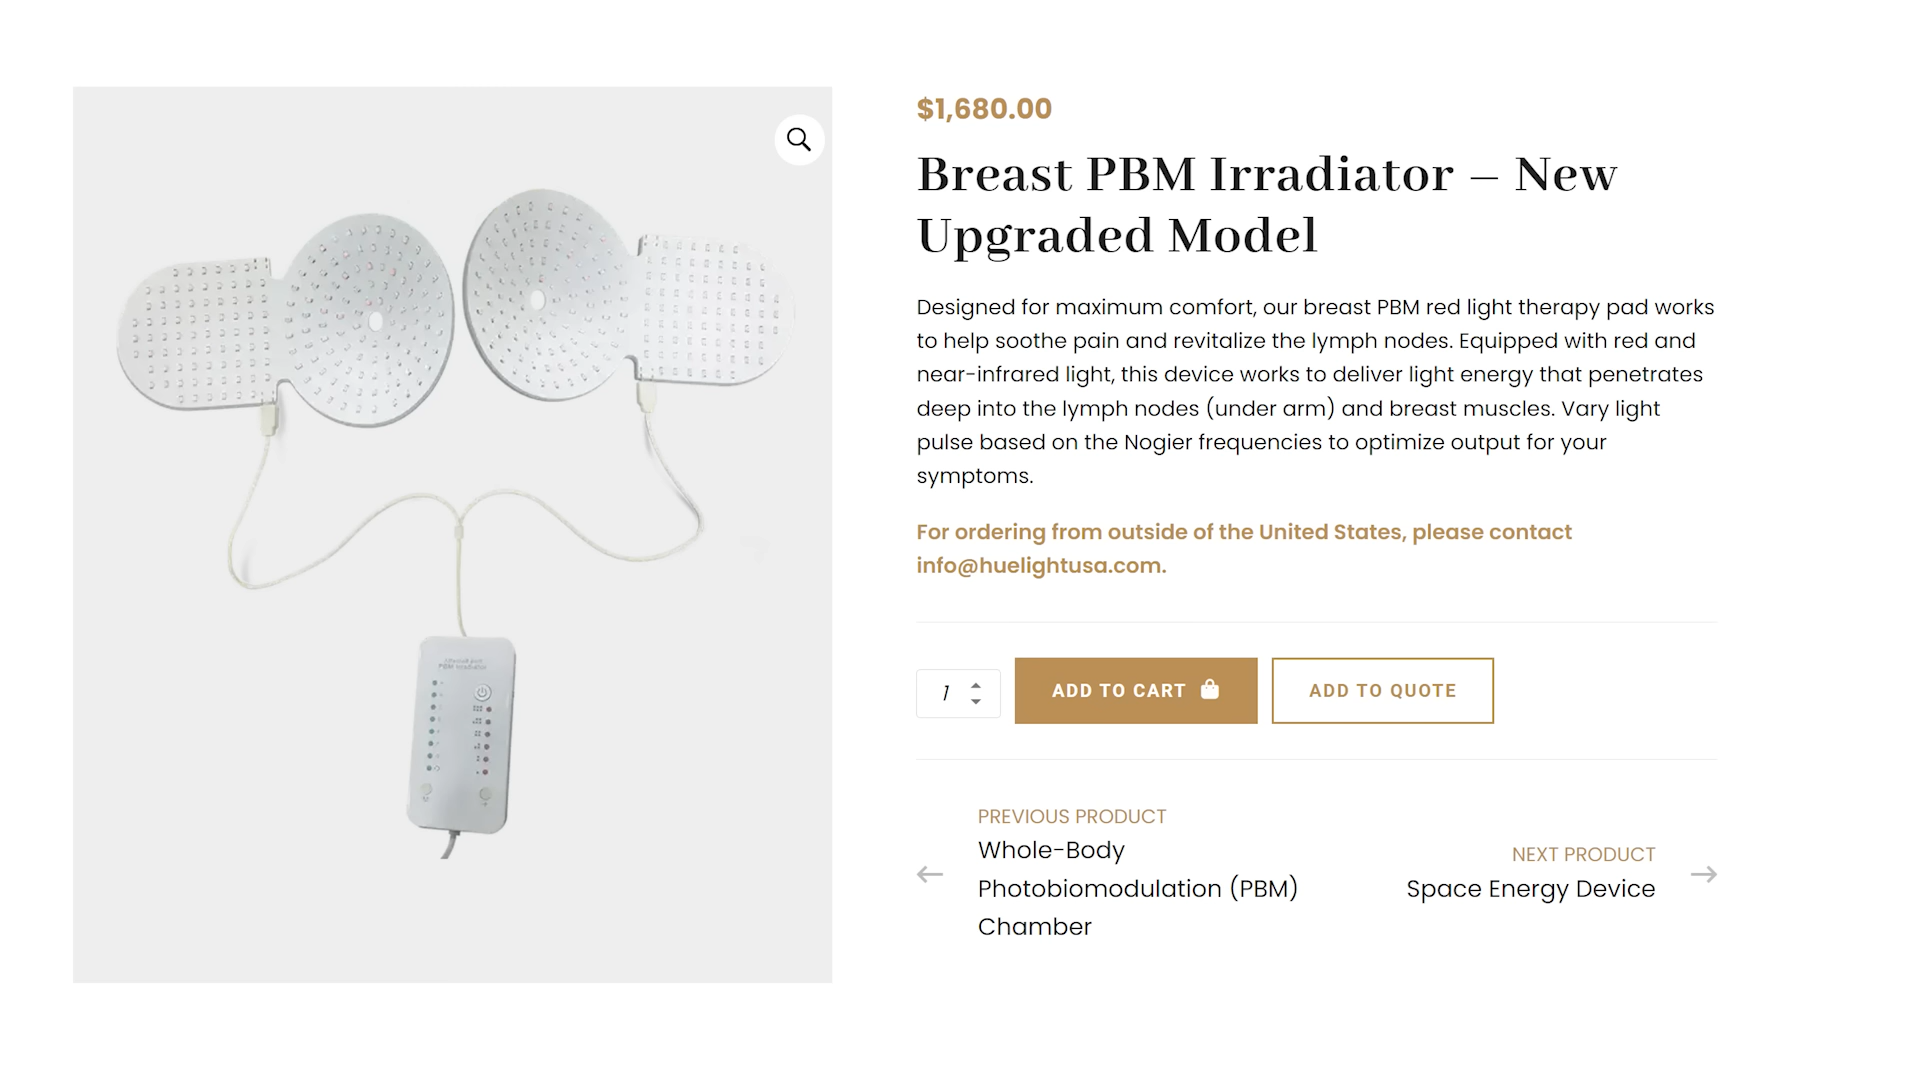 $1,680.00
Breast PBM Irradiator – New
Upgraded Model
Designed for maximum comfort, our breast PBM red light therapy pad works
to help soothe pain and revitalize the lymph nodes. Equipped with red and
near-infrared light, this device works to deliver light energy that penetrates
deep into the lymph nodes (under arm) and breast muscles. Vary light
pulse based on the Nogier frequencies to optimize output for your
symptoms.
For ordering from outside of the United States, please contact
info@huelightusa.com.
1
ADD TO CART
ADD TO QUOTE
PREVIOUS PRODUCT
Whole-Body
Photobiomodulation (PBM)
Chamber
NEXT PRODUCT
Space Energy Device
PBM Irradiator